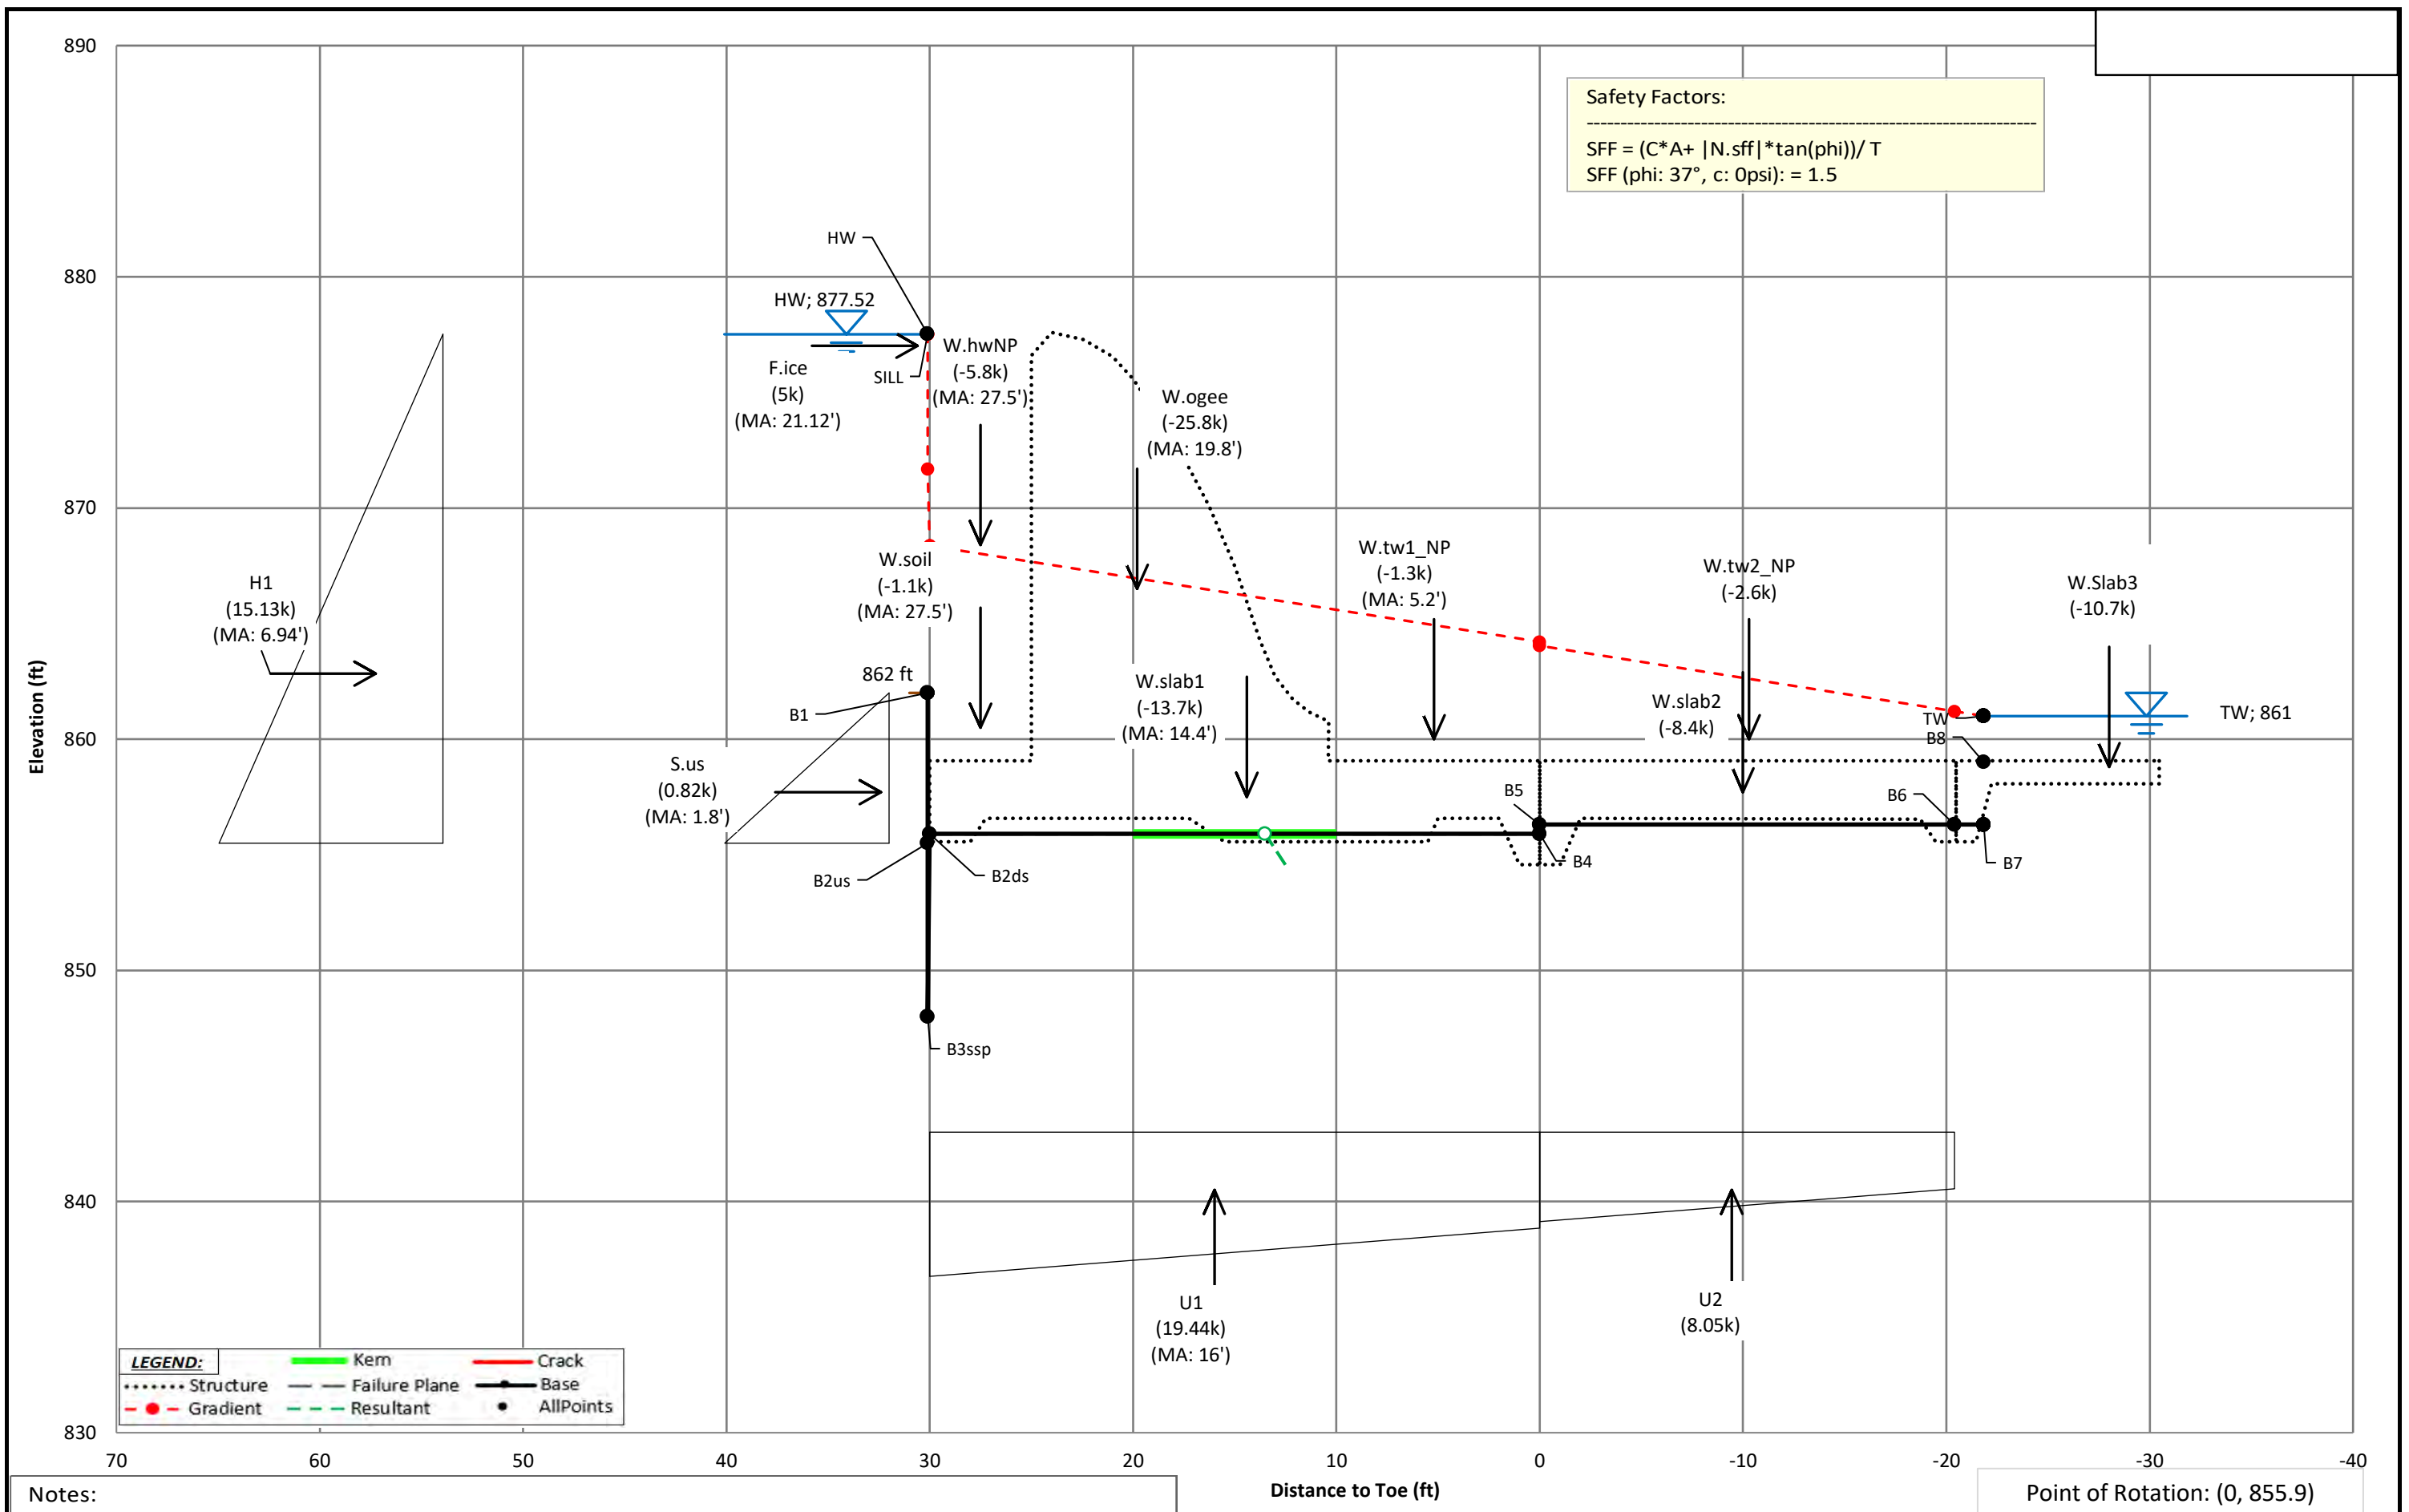 Safety Factors:
--------------------------------------------------------------------
SFF = (C*A+ |N.sff|*tan(phi))/ T
SFF (phi: 37°, c: 0psi): = 1.5
890
880
870
860
850
840
830
Elevation (ft)
HW
HW; 877.52
F.ice
(5k)
(MA: 21.12')
SILL
W.hwNP
(-5.8k)
(MA: 27.5')
W.ogee
(-25.8k)
(MA: 19.8')
W.soil
(-1.1k)
(MA: 27.5')
W.tw1_NP
(-1.3k)
(MA: 5.2')
W.tw2_NP
(-2.6k)
W.Slab3
(-10.7k)
H1
(15.13k)
(MA: 6.94')
862 ft
B1
W.slab1
(-13.7k)
(MA: 14.4')
W.slab2
(-8.4k)
TW
TW; 861
B8
S.us
(0.82k)
(MA: 1.8')
B5
B6
B4
B7
B2us
B2ds
B3ssp
U1
(19.44k)
(MA: 16')
U2
(8.05k)
LEGEND:
Kern
Crack
Structure
Failure Plane
Base
Gradient
Resultant
AllPoints
70 60 50 40 30 20 10 0 -10 -20 -30 -40
Distance to Toe (ft)
Notes:
Point of Rotation: (0, 855.9)